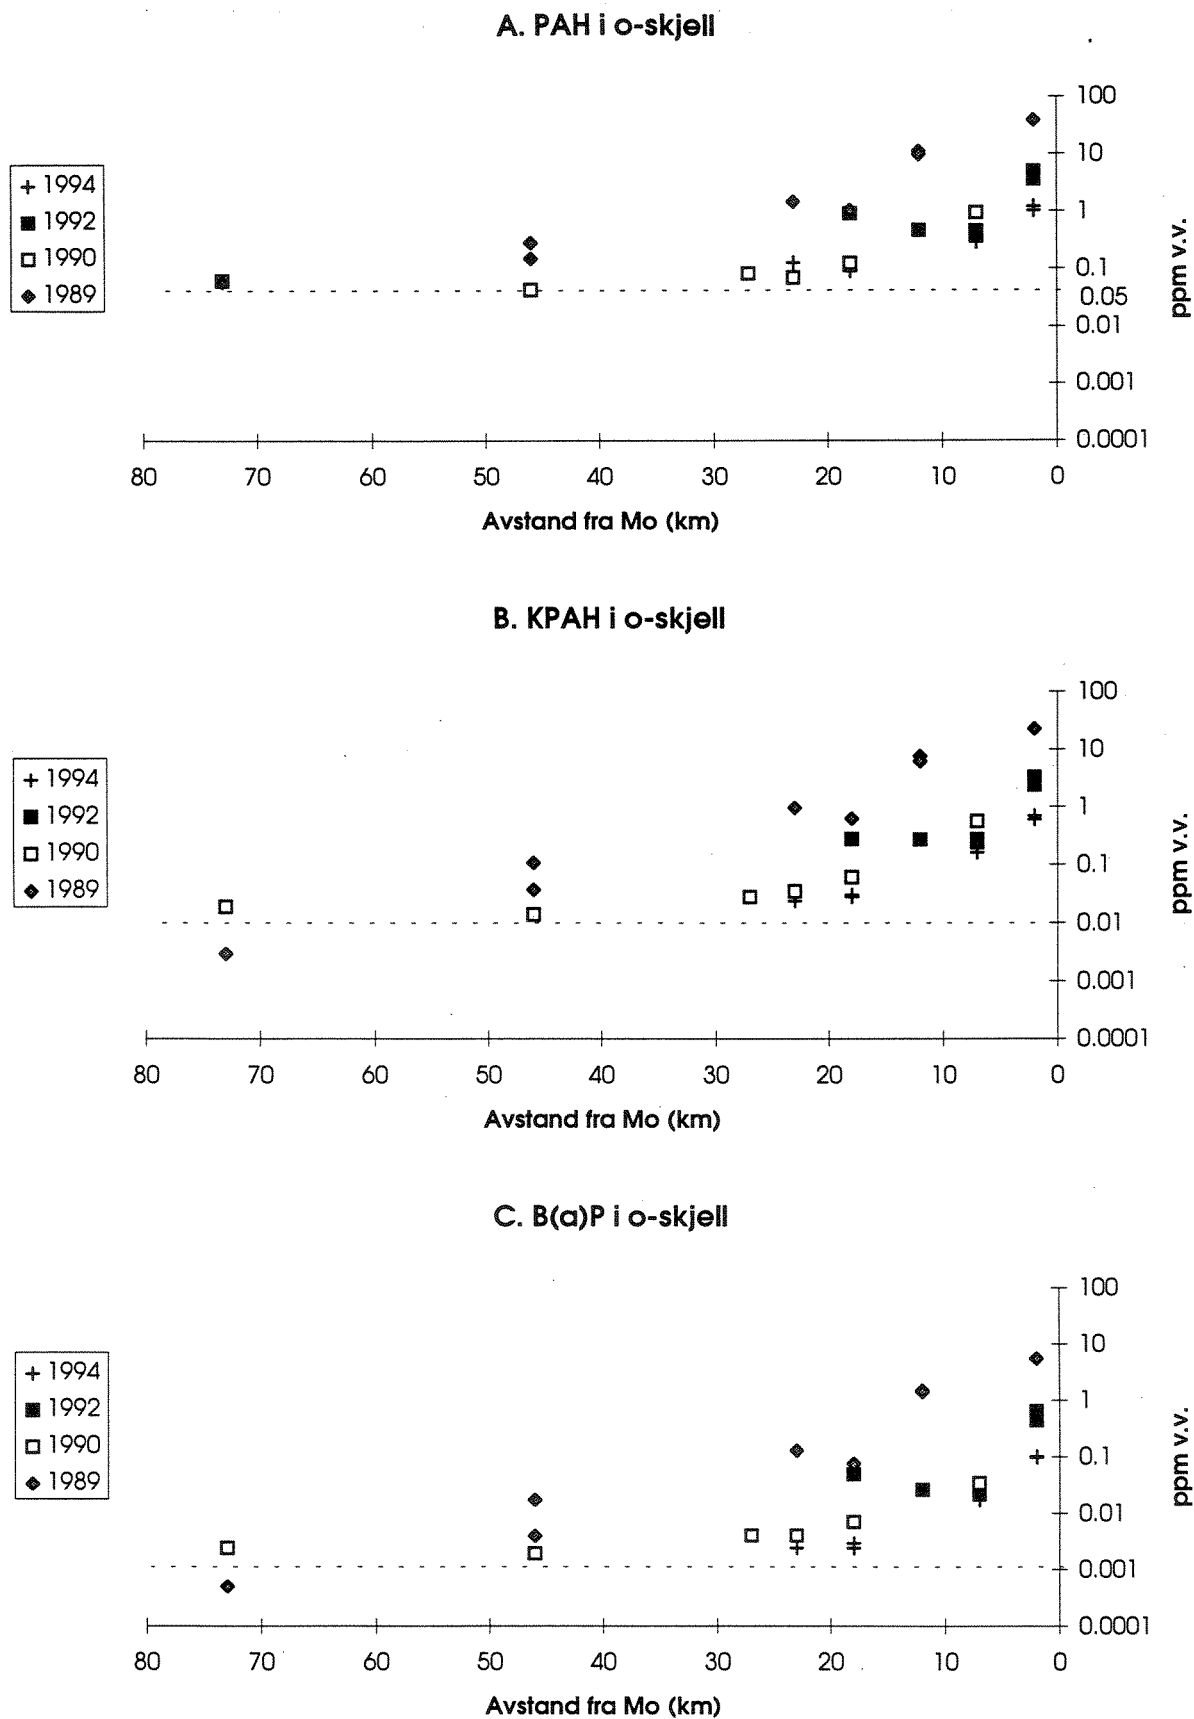 A. PAH i o-skjell
100
10
1
0.1
0.05
0.01
0.001
0.0001
ppm v.v.
1994
1992
1990
1989
80 70 60 50 40 30 20 10 0
Avstand fra Mo (km)
B. KPAH i o-skjell
100
10
1
0.1
0.01
0.001
0.0001
ppm v.v.
1994
1992
1990
1989
80 70 60 50 40 30 20 10 0
Avstand fra Mo (km)
C. B(a)P i o-skjell
100
10
1
0.1
0.01
0.001
0.0001
ppm v.v.
1994
1992
1990
1989
80 70 60 50 40 30 20 10 0
Avstand fra Mo (km)